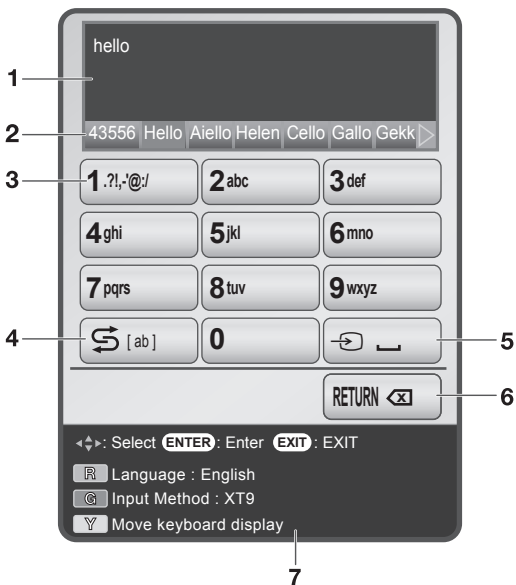 hello
1
2 43556 Hello Aiello Helen Cello Gallo Gekk
3 1 .?!,-'@:/ 2 abc 3 def
4 ghi 5 jkl 6 mno
7 pqrs 8 tuv 9 wxyz
4 [ab] 0 5
RETURN 6
: Select ENTER : Enter EXIT : EXIT
R Language : English
G Input Method : XT9
Y Move keyboard display
7